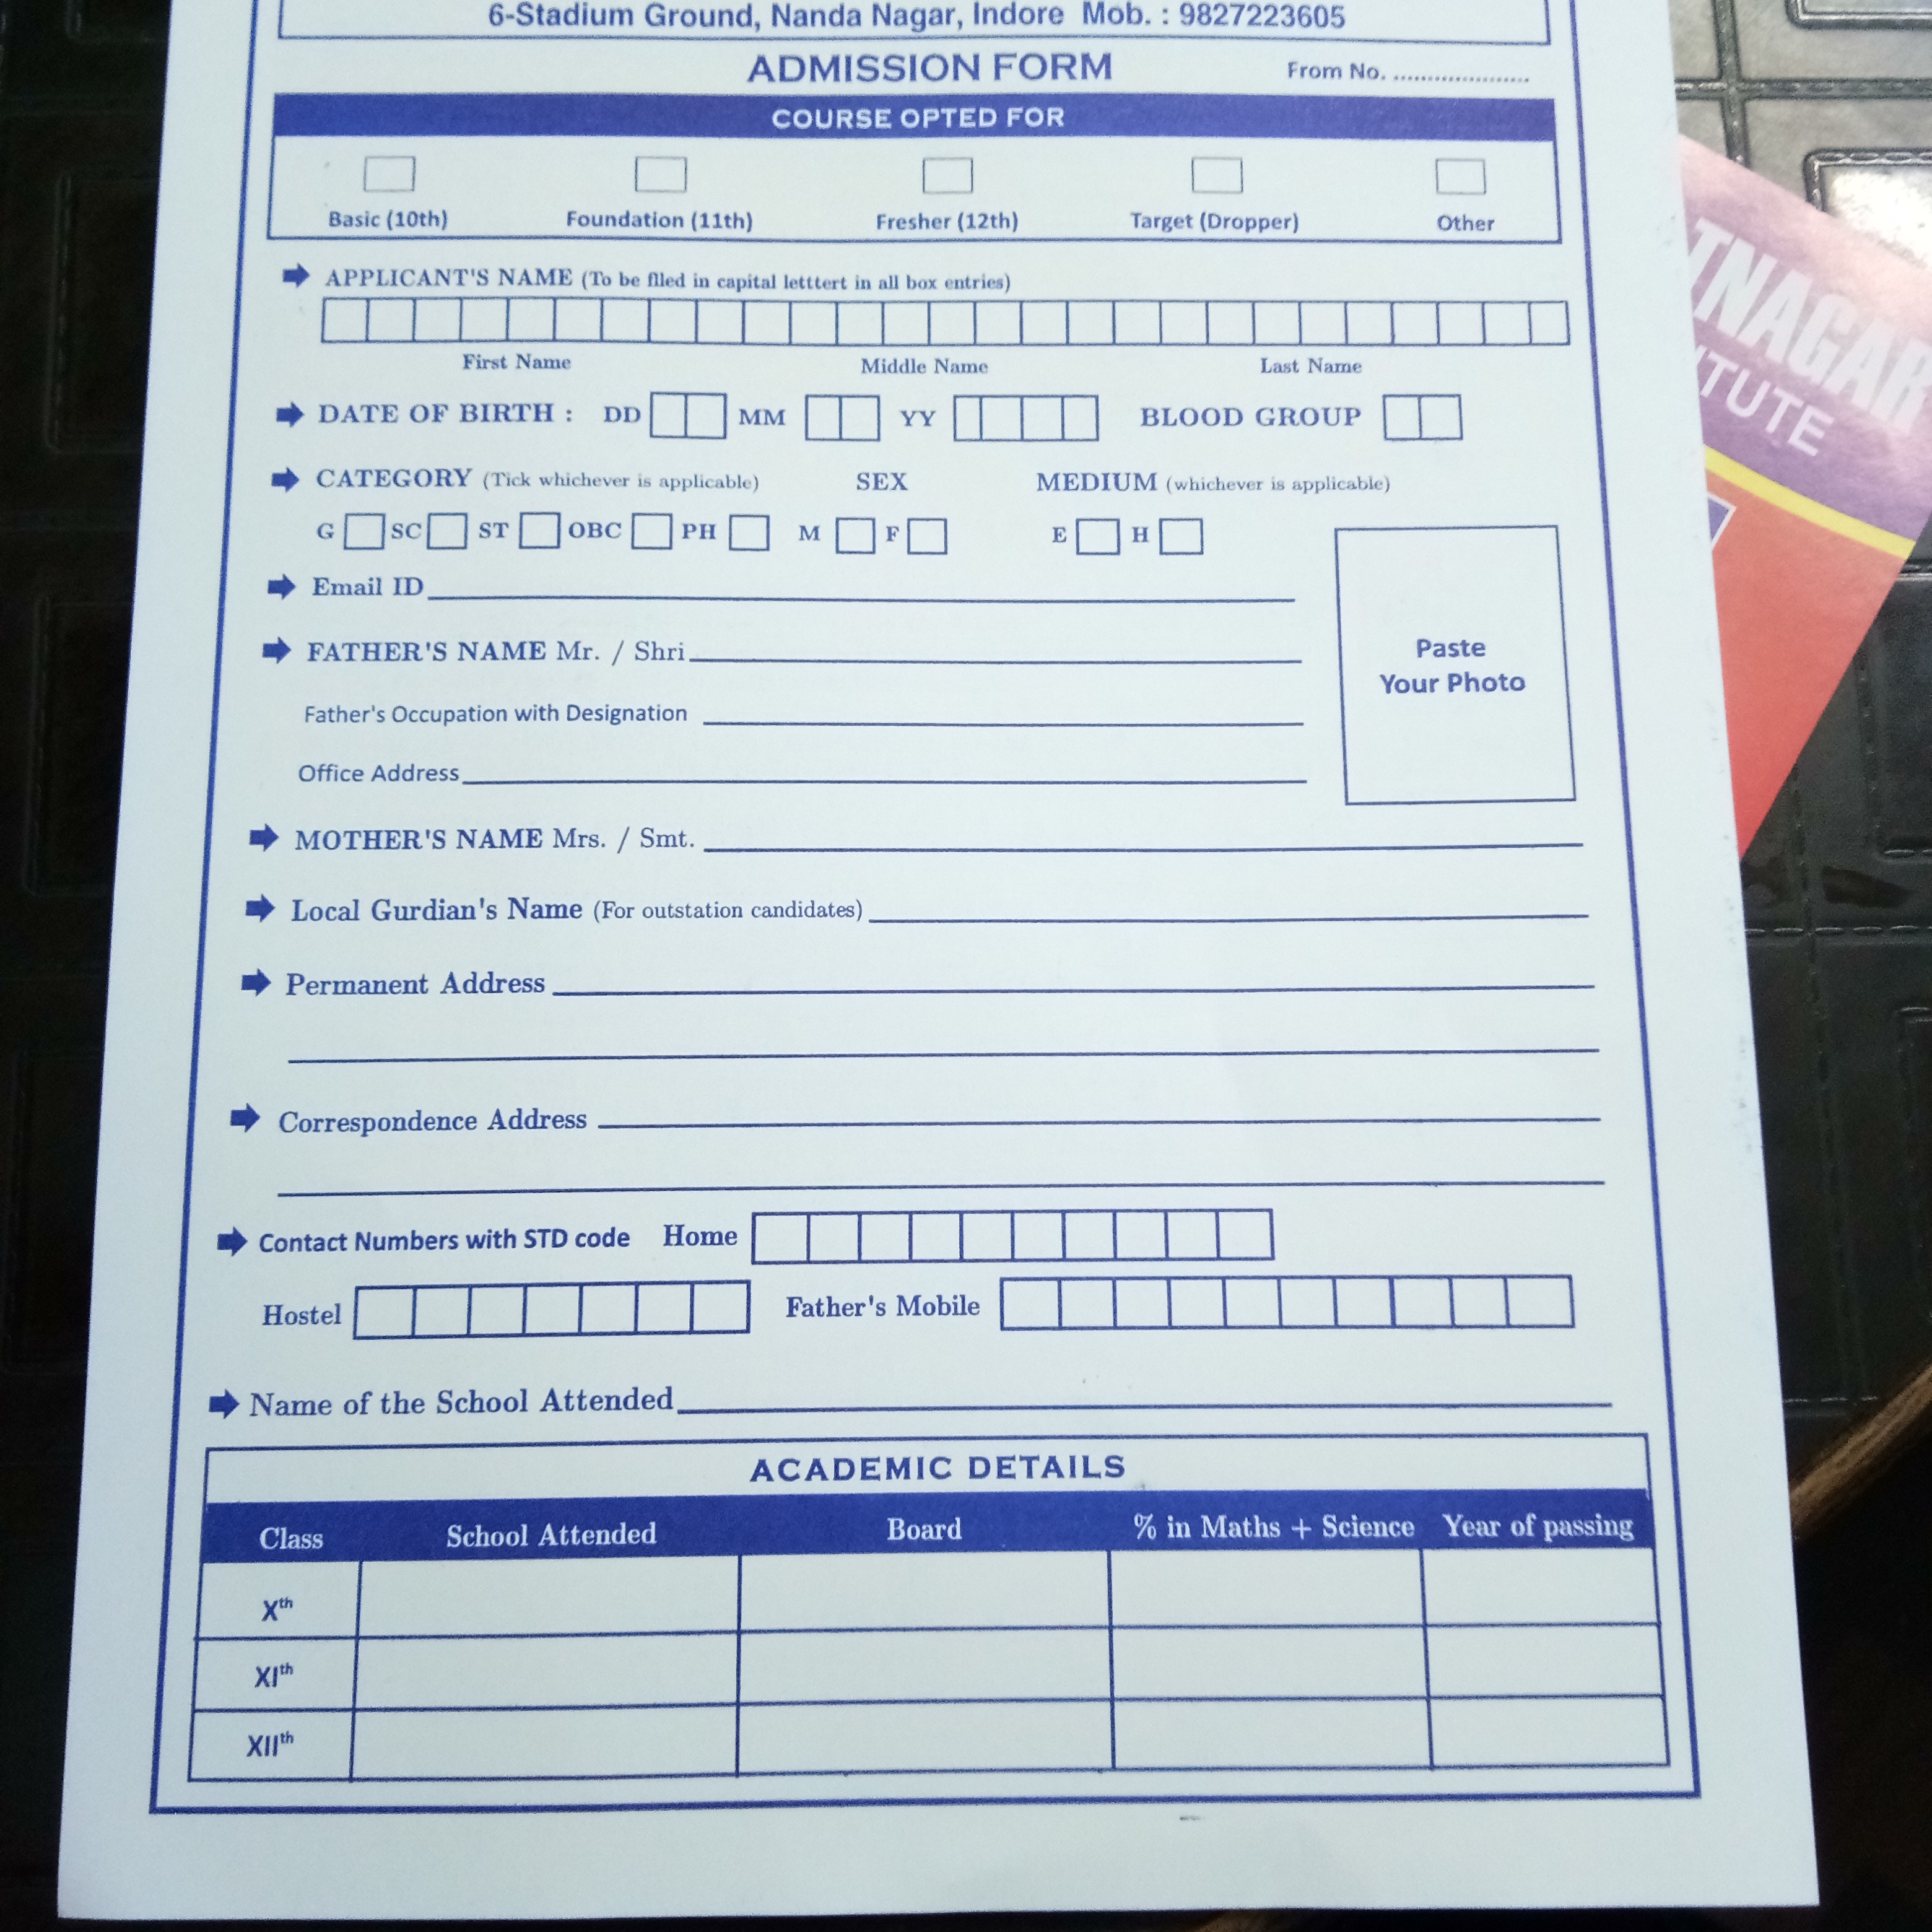 6-Stadium Ground, Nanda Nagar, Indore Mob. : 9827223605
ADMISSION FORM
From No. ....................
COURSE OPTED FOR
Basic (10th) Foundation (11th) Fresher (12th) Target (Dropper) Other
APPLICANT'S NAME (To be filed in capital letttert in all box entries)
First Name Middle Name Last Name
DATE OF BIRTH : DD MM YY BLOOD GROUP
CATEGORY (Tick whichever is applicable) SEX MEDIUM (whichever is applicable)
G SC ST OBC PH M F E H
Email ID
FATHER'S NAME Mr. / Shri
Father's Occupation with Designation
Office Address
Paste
Your Photo
MOTHER'S NAME Mrs. / Smt.
Local Gurdian's Name (For outstation candidates)
Permanent Address
Correspondence Address
Contact Numbers with STD code Home
Hostel Father's Mobile
Name of the School Attended
ACADEMIC DETAILS
Class School Attended Board % in Maths + Science Year of passing
Xth
XIth
XIIth
TNAGAR
TUTE